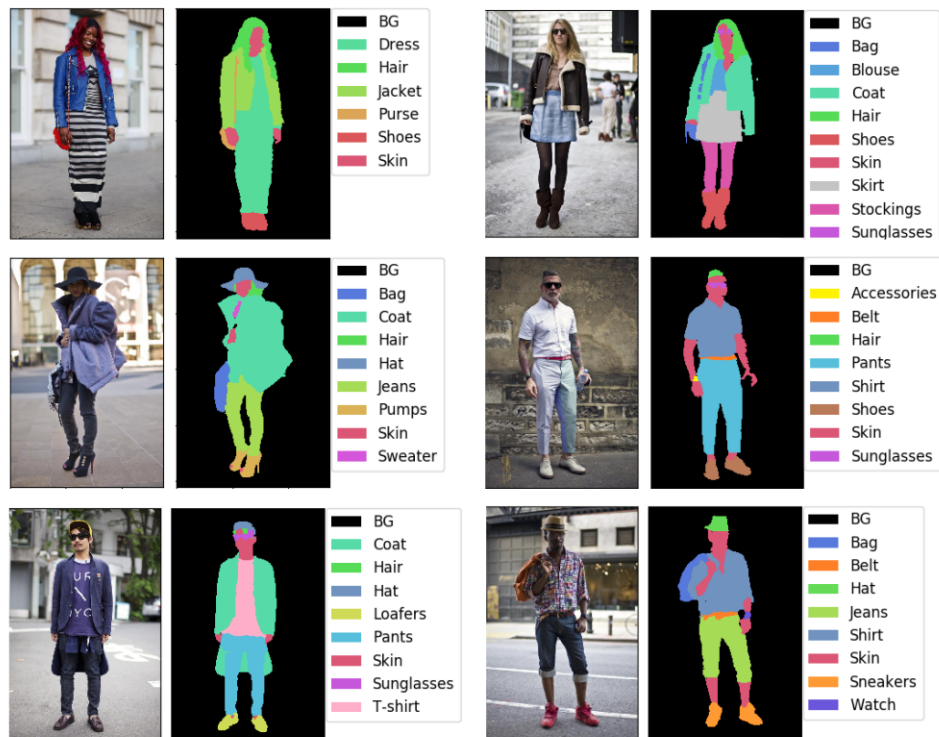 BG
Dress
Hair
Jacket
Purse
Shoes
Skin
BG
Bag
Blouse
Coat
Hair
Shoes
Skin
Skirt
Stockings
Sunglasses
BG
Bag
Coat
Hair
Hat
Jeans
Pumps
Skin
Sweater
BG
Accessories
Belt
Hair
Pants
Shirt
Shoes
Skin
Sunglasses
BG
Coat
Hair
Hat
Loafers
Pants
Skin
Sunglasses
T-shirt
BG
Bag
Belt
Hat
Jeans
Shirt
Skin
Sneakers
Watch